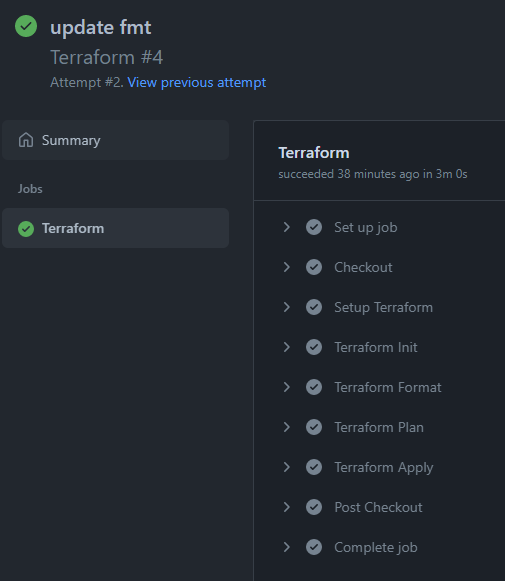 update fmt
Terraform #4
Attempt #2. View previous attempt
Summary
Jobs
Terraform
Terraform
succeeded 38 minutes ago in 3m 0s
Set up job
Checkout
Setup Terraform
Terraform Init
Terraform Format
Terraform Plan
Terraform Apply
Post Checkout
Complete job